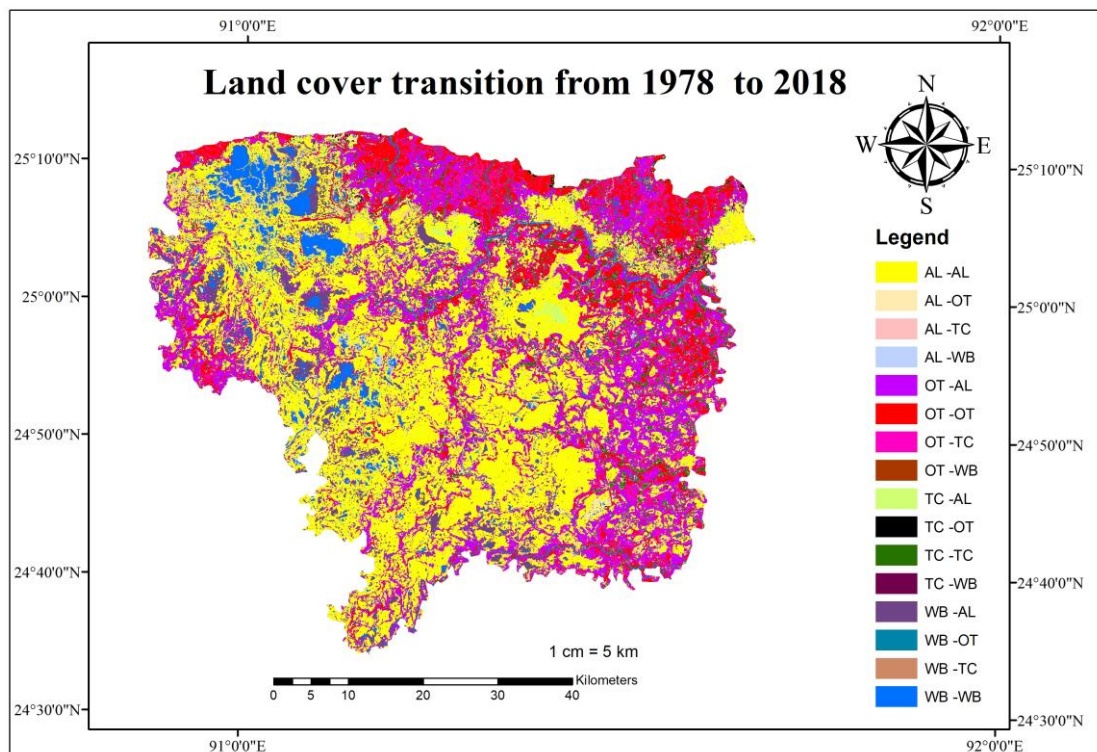 91°0'0"E
92°0'0"E
Land cover transition from 1978 to 2018
N
W
E
S
25°10'0"N
25°10'0"N
Legend
AL -AL
AL -OT
AL -TC
AL -WB
OT -AL
OT -OT
OT -TC
OT -WB
TC -AL
TC -OT
TC -TC
TC -WB
WB -AL
WB -OT
WB -TC
WB -WB
25°0'0"N
25°0'0"N
24°50'0"N
24°50'0"N
24°40'0"N
24°40'0"N
1 cm = 5 km
Kilometers
0 5 10 20 30 40
24°30'0"N
24°30'0"N
91°0'0"E
92°0'0"E